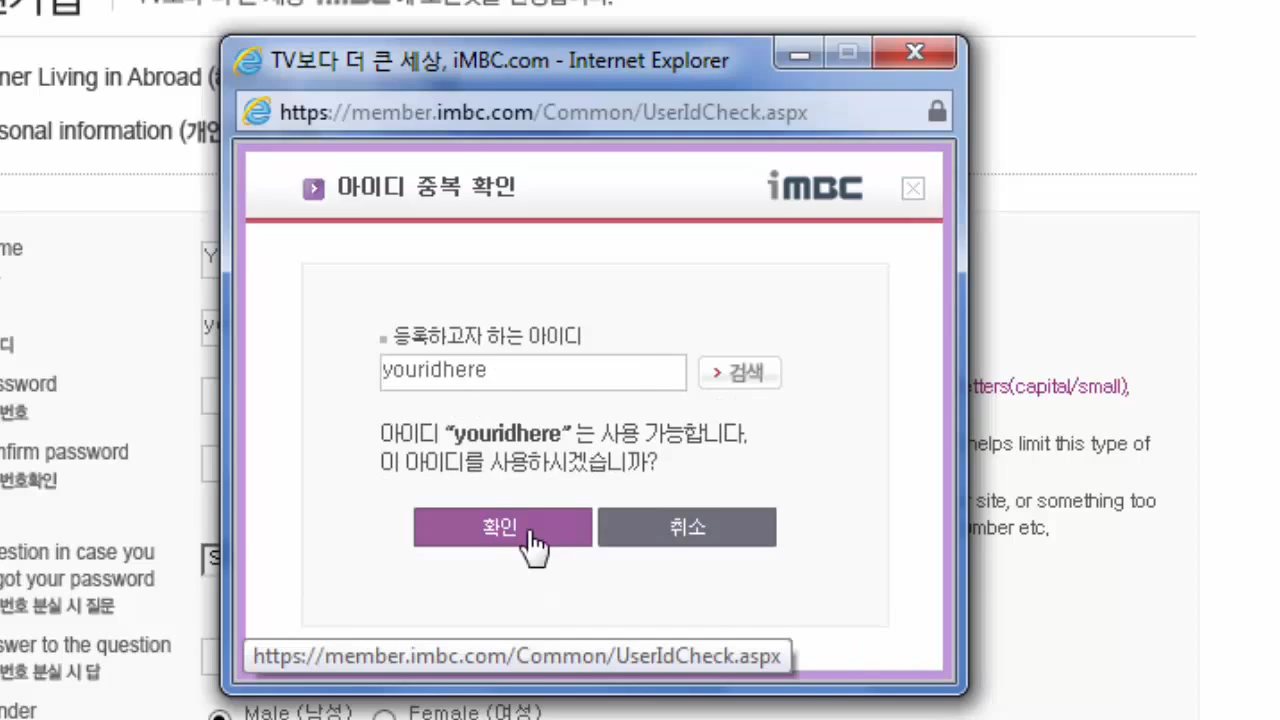 TV보다 더 큰 세상, iMBC.com - Internet Explorer
ner Living in Abroad (
https://member.imbc.com/Common/UserIdCheck.aspx
sonal information (개인
아이디 중복 확인
iMBC
me
Y
등록하고자 하는 아이디
yo
디
youridhere
검색
ssword
tters(capital/small),
번호
아이디 “youridhere” 는 사용 가능합니다.
helps limit this type of
nfirm password
이 아이디를 사용하시겠습니까?
번호확인
site, or something too
확인
취소
mber etc,
estion in case you
S
got your password
번호 분실 시 질문
swer to the question
https://member.imbc.com/Common/UserIdCheck.aspx
번호 분실 시 답
nder
Male (남성)
Female (여성)